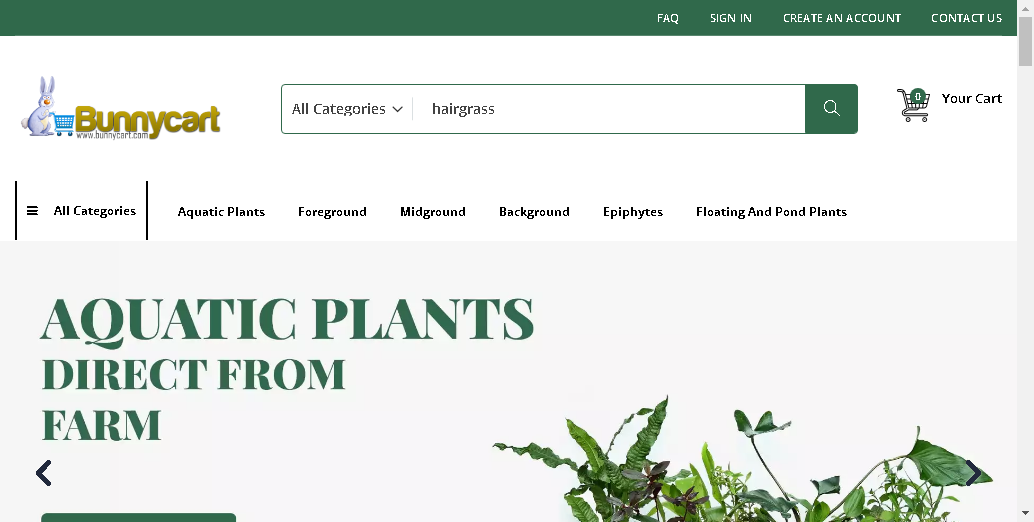 FAQ SIGN IN CREATE AN ACCOUNT CONTACT US
Bunnycart
www.bunnycart.com
All Categories hairgrass
0 Your Cart
All Categories Aquatic Plants Foreground Midground Background Epiphytes Floating And Pond Plants
AQUATIC PLANTS
DIRECT FROM
FARM